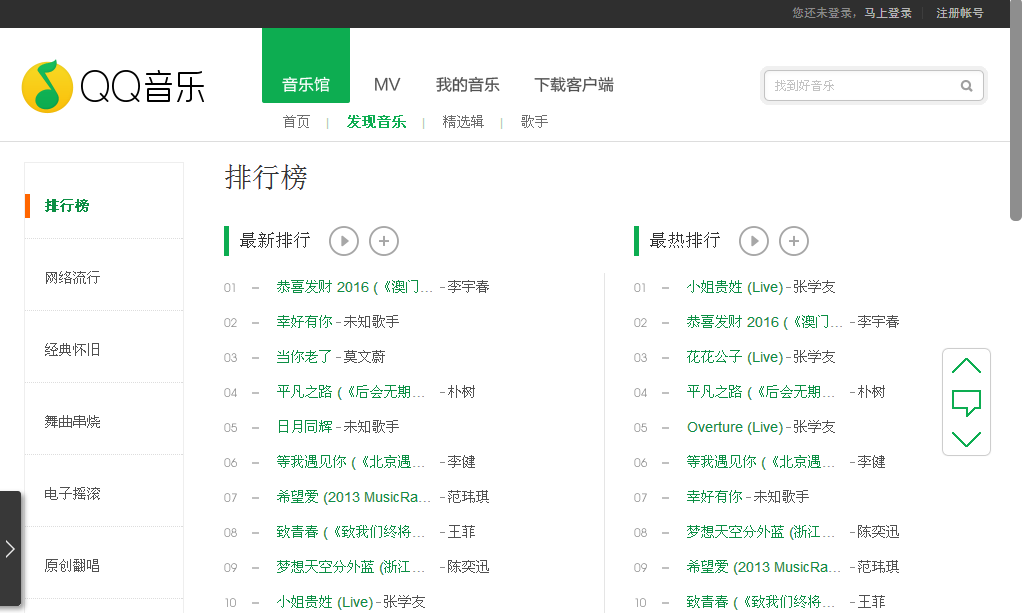 您还未登录，马上登录 注册帐号
QQ音乐
音乐馆 MV 我的音乐 下载客户端
找到好音乐
首页 | 发现音乐 | 精选辑 | 歌手
排行榜
网络流行
经典怀旧
舞曲串烧
电子摇滚
原创翻唱
排行榜
最新排行
01 – 恭喜发财 2016 (《澳门… -李宇春
02 – 幸好有你-未知歌手
03 – 当你老了-莫文蔚
04 – 平凡之路 (《后会无期… -朴树
05 – 日月同辉-未知歌手
06 – 等我遇见你 (《北京遇… -李健
07 – 希望爱 (2013 MusicRa… -范玮琪
08 – 致青春 (《致我们终将… -王菲
09 – 梦想天空分外蓝 (浙江… -陈奕迅
10 – 小姐贵姓 (Live)-张学友
最热排行
01 – 小姐贵姓 (Live)-张学友
02 – 恭喜发财 2016 (《澳门… -李宇春
03 – 花花公子 (Live)-张学友
04 – 平凡之路 (《后会无期… -朴树
05 – Overture (Live)-张学友
06 – 等我遇见你 (《北京遇… -李健
07 – 幸好有你-未知歌手
08 – 梦想天空分外蓝 (浙江… -陈奕迅
09 – 希望爱 (2013 MusicRa… -范玮琪
10 – 致青春 (《致我们终将… -王菲